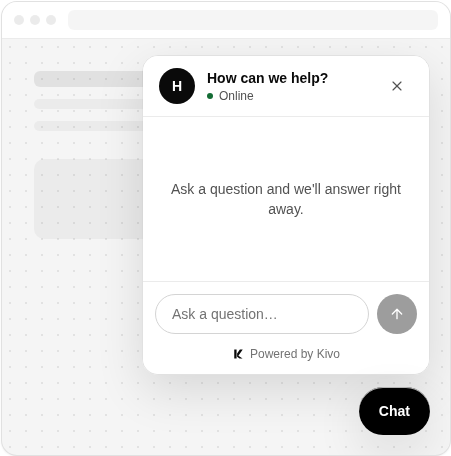 H
How can we help?
Online
Ask a question and we'll answer right
away.
Ask a question…
Powered by Kivo
Chat